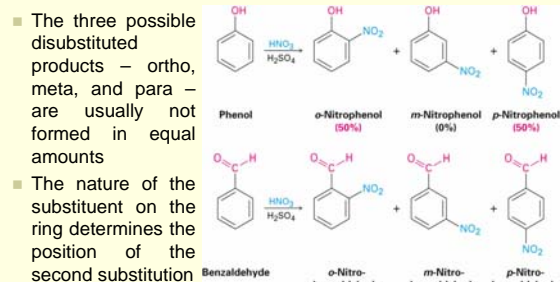 The three possible
disubstituted
products – ortho,
meta, and para –
are usually not
formed in equal
amounts
The nature of the
substituent on the
ring determines the
position of the
second substitution
OH OH OH OH
HNO3
H2SO4
NO2 + NO2 + NO2
Phenol o-Nitrophenol m-Nitrophenol p-Nitrophenol
(50%) (0%) (50%)
O C H O C H O C H O C H
HNO3
H2SO4
NO2 + NO2 + NO2
Benzaldehyde o-Nitro- m-Nitro- p-Nitro-